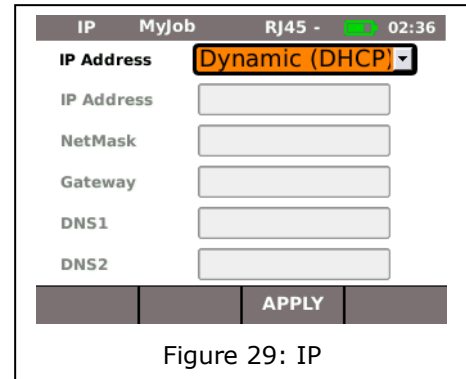 IP MyJob RJ45 - 02:36
IP Address Dynamic (DHCP)
IP Address
NetMask
Gateway
DNS1
DNS2
APPLY
Figure 29: IP